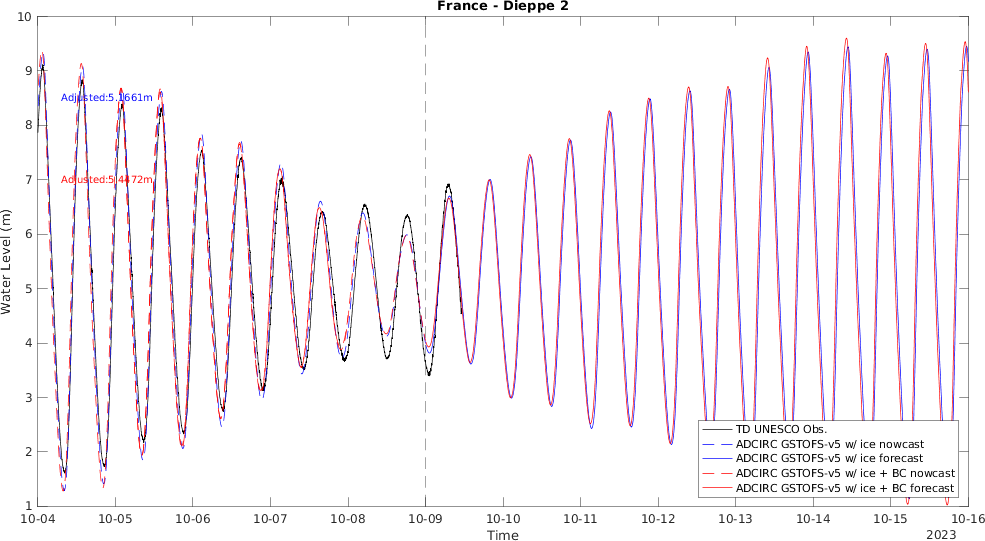 France - Dieppe 2
10
9
8
7
6
5
4
3
2
1
Water Level (m)
Adjusted:5.1661m
Adjusted:5.4472m
TD UNESCO Obs.
ADCIRC GSTOFS-v5 w/ ice nowcast
ADCIRC GSTOFS-v5 w/ ice forecast
ADCIRC GSTOFS-v5 w/ ice + BC nowcast
ADCIRC GSTOFS-v5 w/ ice + BC forecast
10-04 10-05 10-06 10-07 10-08 10-09 10-10 10-11 10-12 10-13 10-14 10-15 10-16
Time
2023